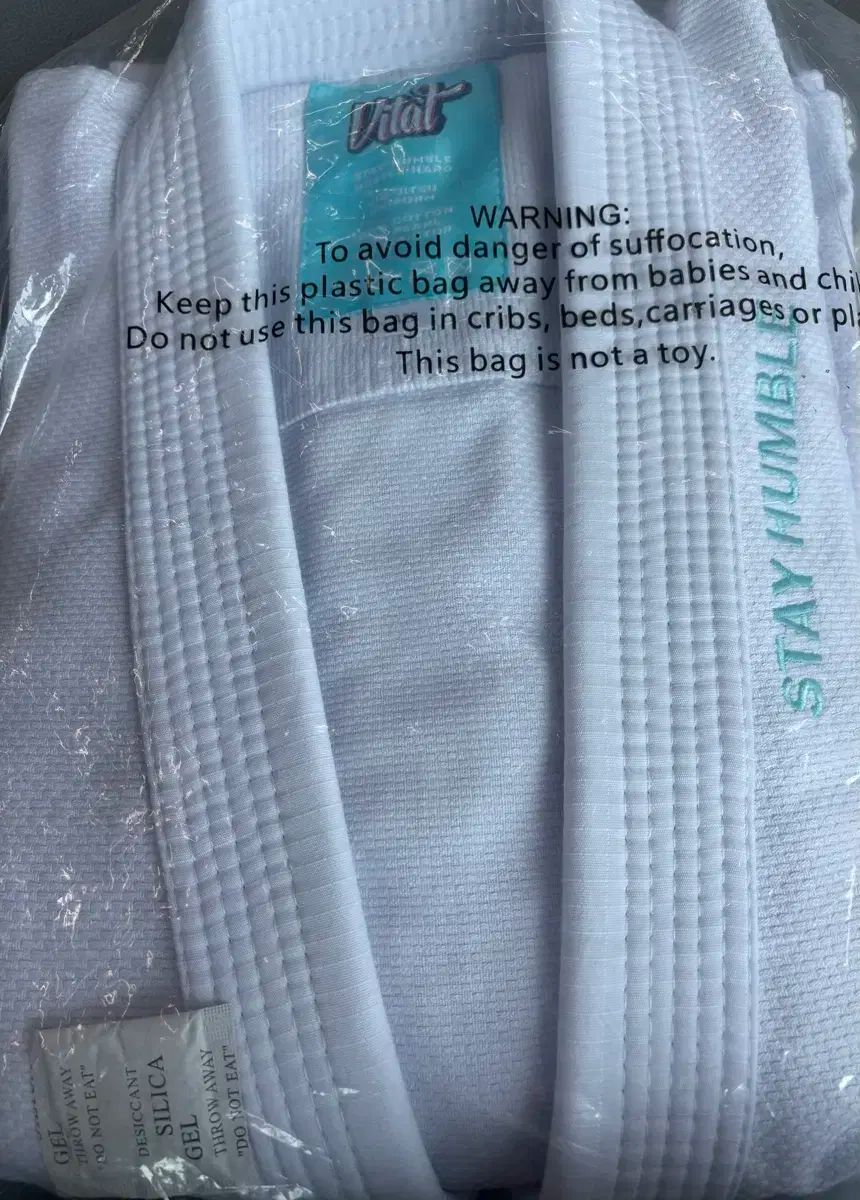 Vital
WARNING:
To avoid danger of suffocation,
Keep this plastic bag away from babies and chil
Do not use this bag in cribs, beds,carriages or pla
This bag is not a toy.
STAY HUMBLE
GEL
THROW AWAY
"DO NOT EAT"
DESICCANT
SILICA
GEL
THROW AWAY
"DO NOT EAT"